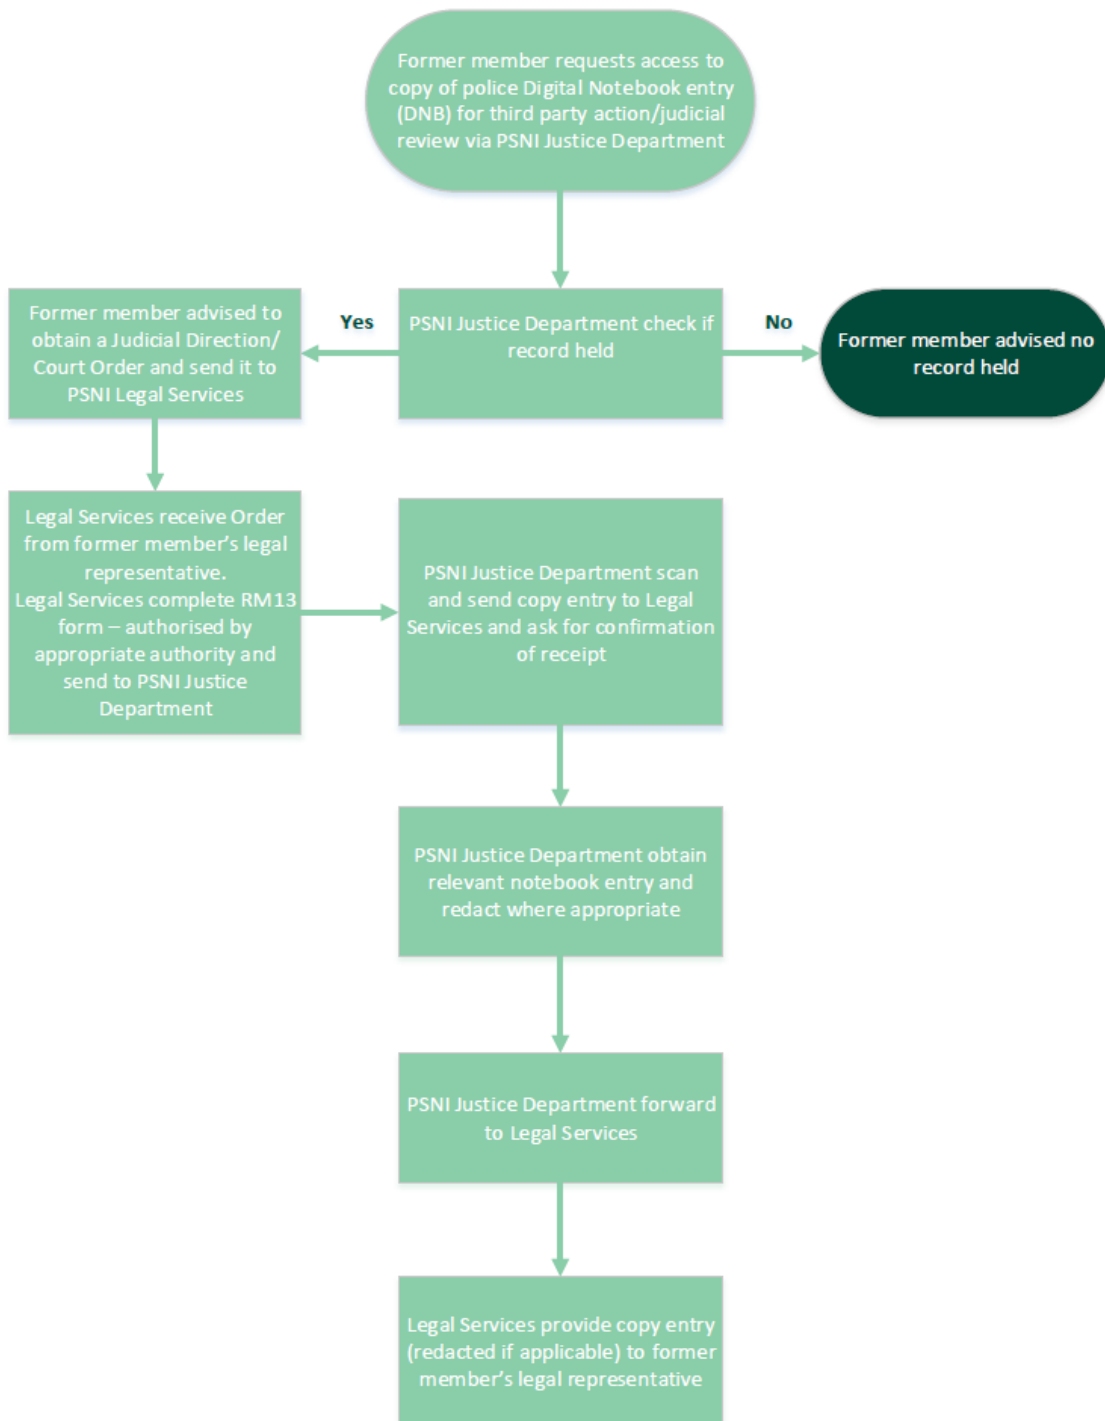 Former member requests access to
copy of police Digital Notebook entry
(DNB) for third party action/judicial
review via PSNI Justice Department
Former member advised to
obtain a Judicial Direction/
Court Order and send it to
PSNI Legal Services
Yes
PSNI Justice Department check if
record held
No
Former member advised no
record held
Legal Services receive Order
from former member’s legal
representative.
Legal Services complete RM13
form – authorised by
appropriate authority and
send to PSNI Justice
Department
PSNI Justice Department scan
and send copy entry to Legal
Services and ask for confirmation
of receipt
PSNI Justice Department obtain
relevant notebook entry and
redact where appropriate
PSNI Justice Department forward
to Legal Services
Legal Services provide copy entry
(redacted if applicable) to former
member’s legal representative